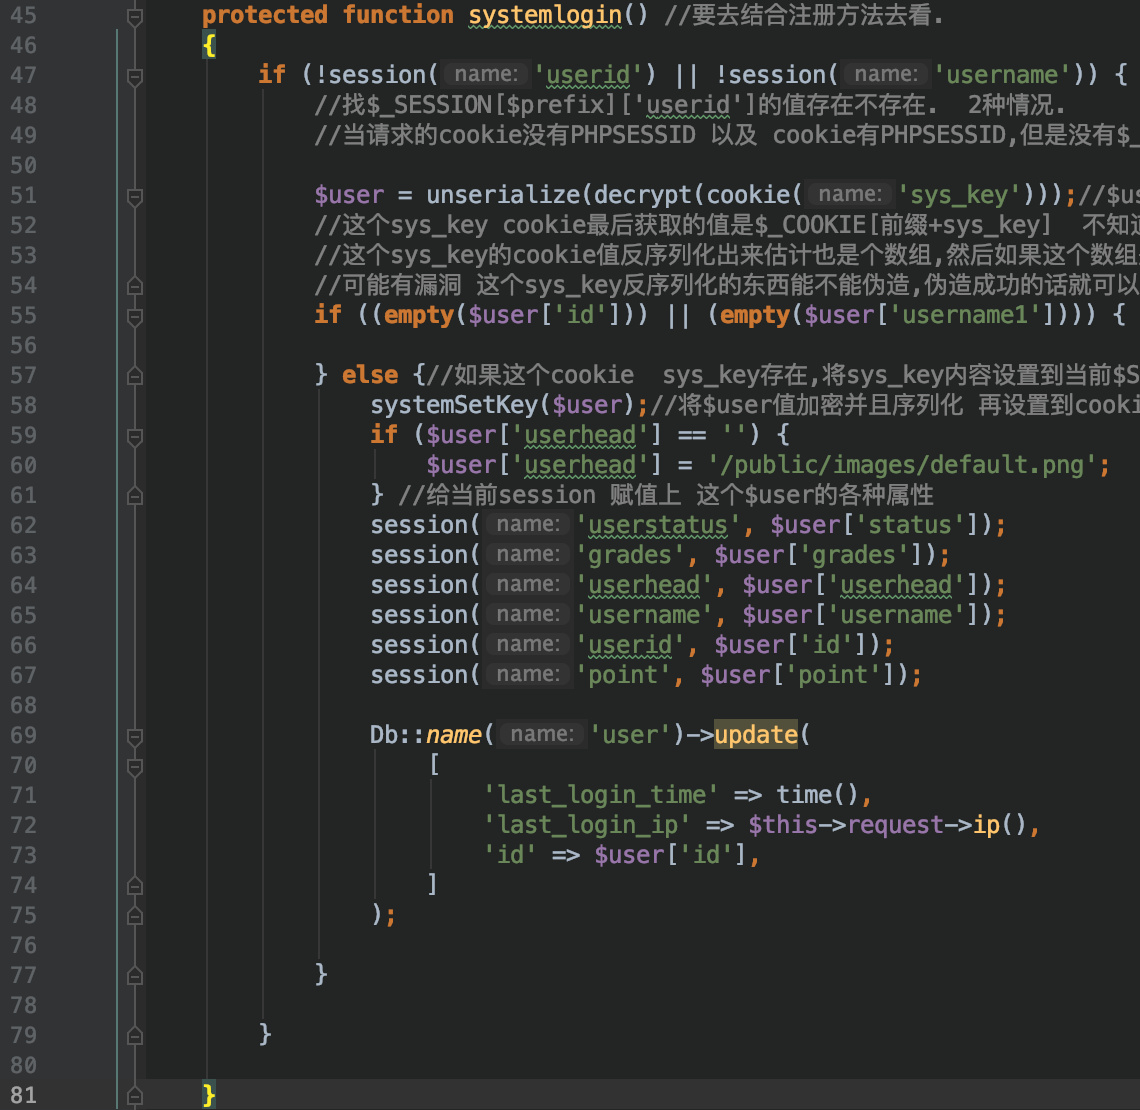 45 protected function systemlogin() //要去结合注册方法去看.
46 {
47 if (!session( name: 'userid') || !session( name: 'username')) {
48 //找$_SESSION[$prefix]['userid']的值存在不存在. 2种情况.
49 //当请求的cookie没有PHPSESSID 以及 cookie有PHPSESSID,但是没有$_
50
51 $user = unserialize(decrypt(cookie( name: 'sys_key')));//$us
52 //这个sys_key cookie最后获取的值是$_COOKIE[前缀+sys_key] 不知道
53 //这个sys_key的cookie值反序列化出来估计也是个数组,然后如果这个数组
54 //可能有漏洞 这个sys_key反序列化的东西能不能伪造,伪造成功的话就可以
55 if ((empty($user['id'])) || (empty($user['username1']))) {
56
57 } else {//如果这个cookie sys_key存在,将sys_key内容设置到当前$S
58 systemSetKey($user);//将$user值加密并且序列化 再设置到cooki
59 if ($user['userhead'] == '') {
60 $user['userhead'] = '/public/images/default.png';
61 } //给当前session 赋值上 这个$user的各种属性
62 session( name: 'userstatus', $user['status']);
63 session( name: 'grades', $user['grades']);
64 session( name: 'userhead', $user['userhead']);
65 session( name: 'username', $user['username']);
66 session( name: 'userid', $user['id']);
67 session( name: 'point', $user['point']);
68
69 Db::name( name: 'user')->update(
70 [
71 'last_login_time' => time(),
72 'last_login_ip' => $this->request->ip(),
73 'id' => $user['id'],
74 ]
75 );
76
77 }
78
79 }
80
81 }